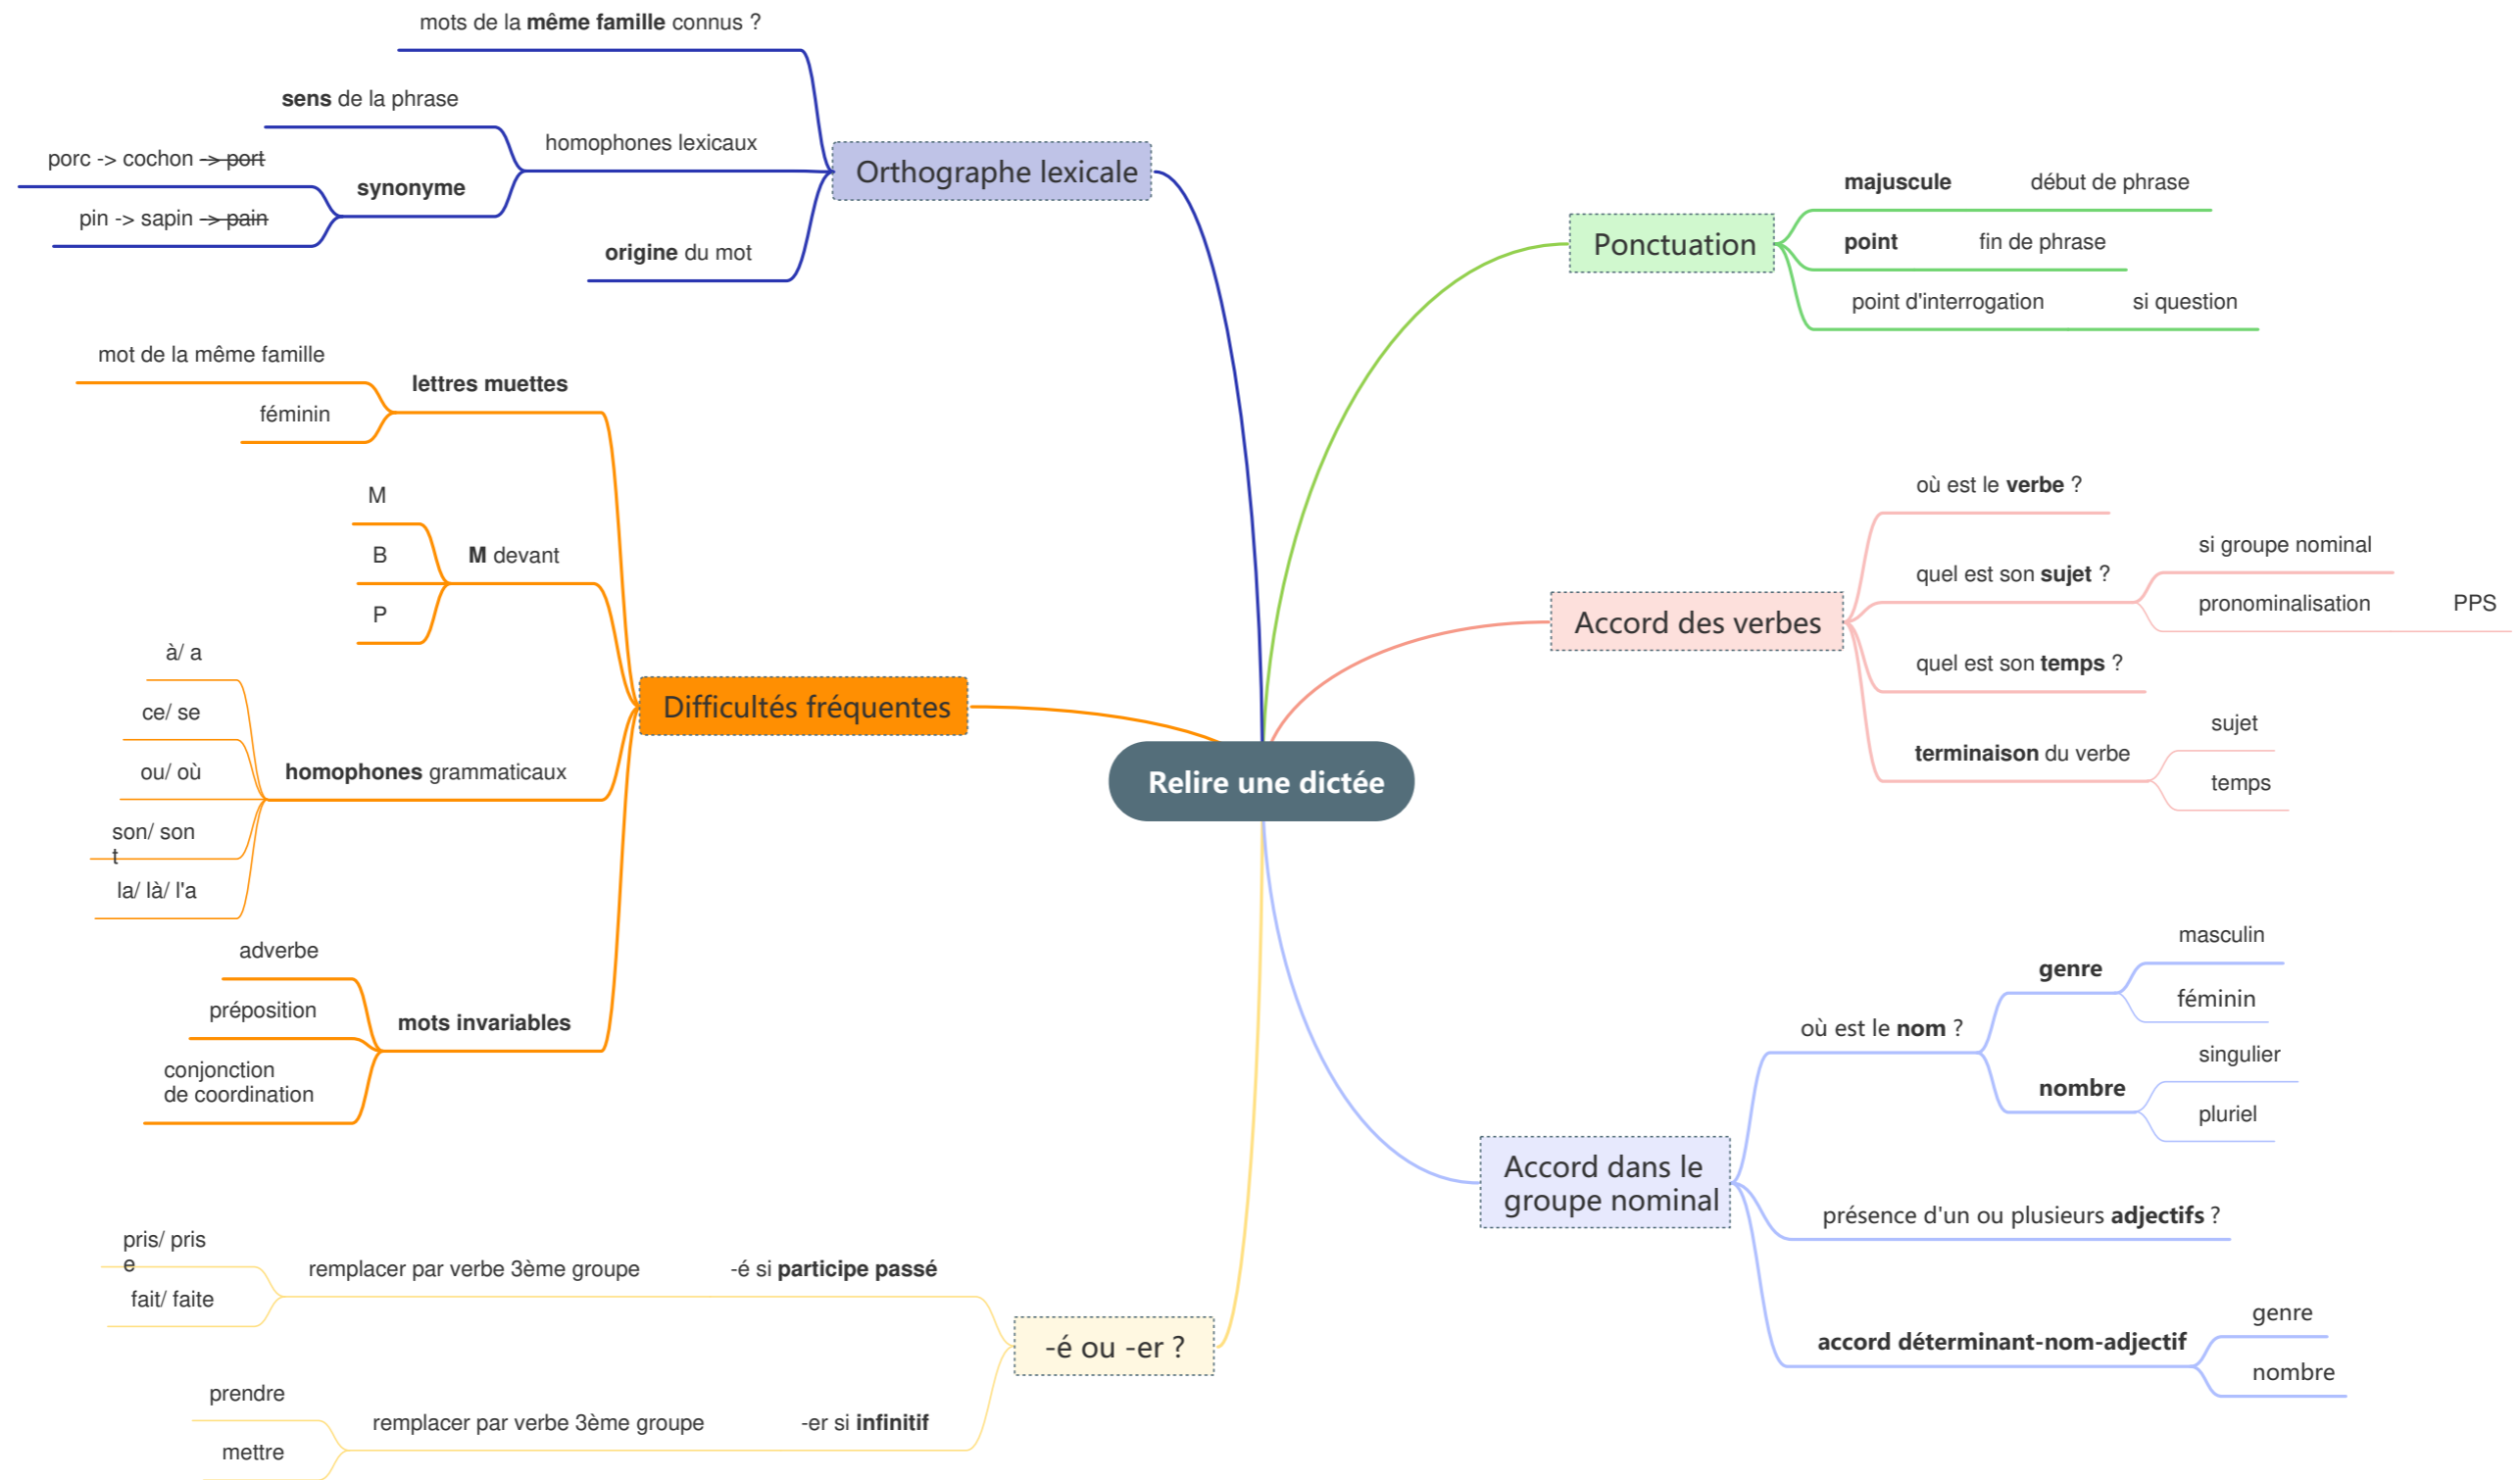 Relire une dictée
Orthographe lexicale
mots de la même famille connus ?
homophones lexicaux
sens de la phrase
synonyme
porc -> cochon -> port
pin -> sapin -> pain
origine du mot
Difficultés fréquentes
lettres muettes
mot de la même famille
féminin
M devant
M
B
P
homophones grammaticaux
à/ a
ce/ se
ou/ où
son/ son
t
la/ là/ l'a
mots invariables
adverbe
préposition
conjonction
de coordination
-é ou -er ?
-é si participe passé
remplacer par verbe 3ème groupe
pris/ pris
e
fait/ faite
-er si infinitif
remplacer par verbe 3ème groupe
prendre
mettre
Ponctuation
majuscule
début de phrase
point
fin de phrase
point d'interrogation
si question
Accord des verbes
où est le verbe ?
quel est son sujet ?
si groupe nominal
pronominalisation
PPS
quel est son temps ?
terminaison du verbe
sujet
temps
Accord dans le
groupe nominal
où est le nom ?
genre
masculin
féminin
nombre
singulier
pluriel
présence d'un ou plusieurs adjectifs ?
accord déterminant-nom-adjectif
genre
nombre